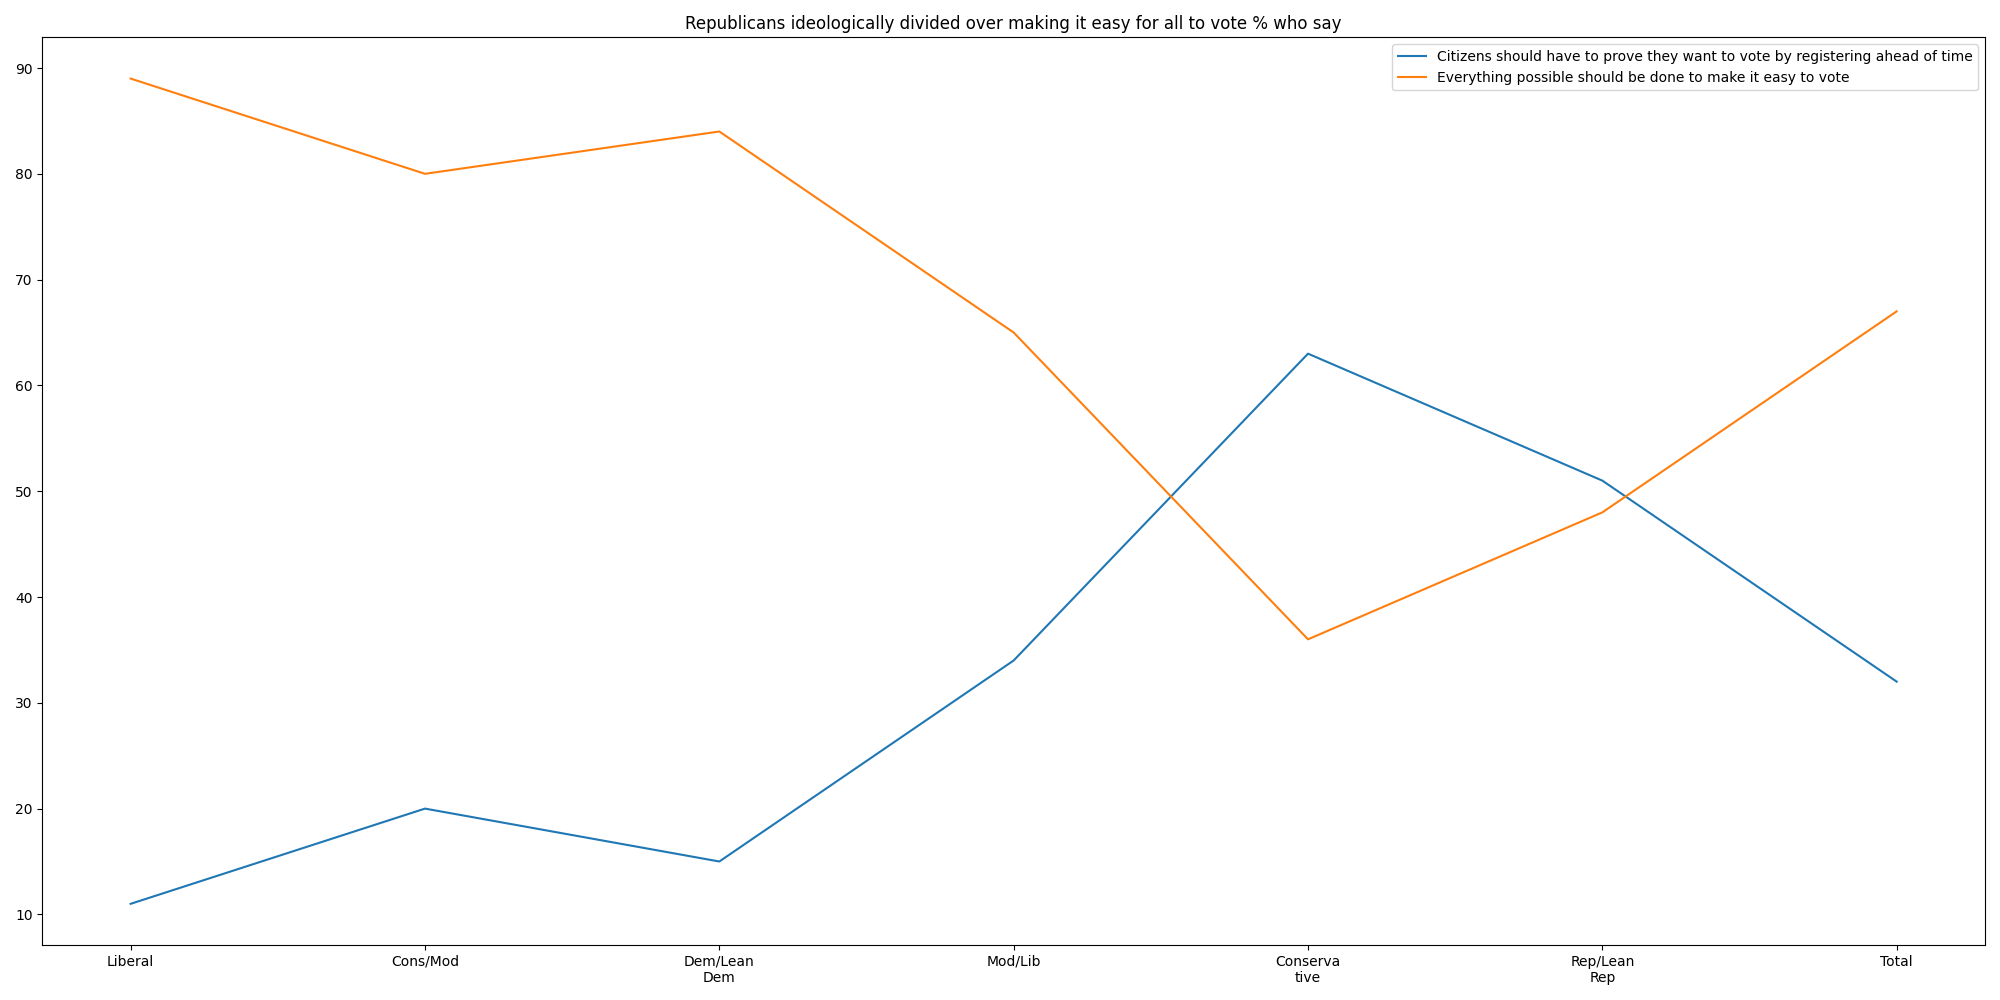 Republicans ideologically divided over making it easy for all to vote % who say
Citizens should have to prove they want to vote by registering ahead of time
Everything possible should be done to make it easy to vote
90
80
70
60
50
40
30
20
10
Liberal
Cons/Mod
Dem/Lean
Dem
Mod/Lib
Conserva
tive
Rep/Lean
Rep
Total